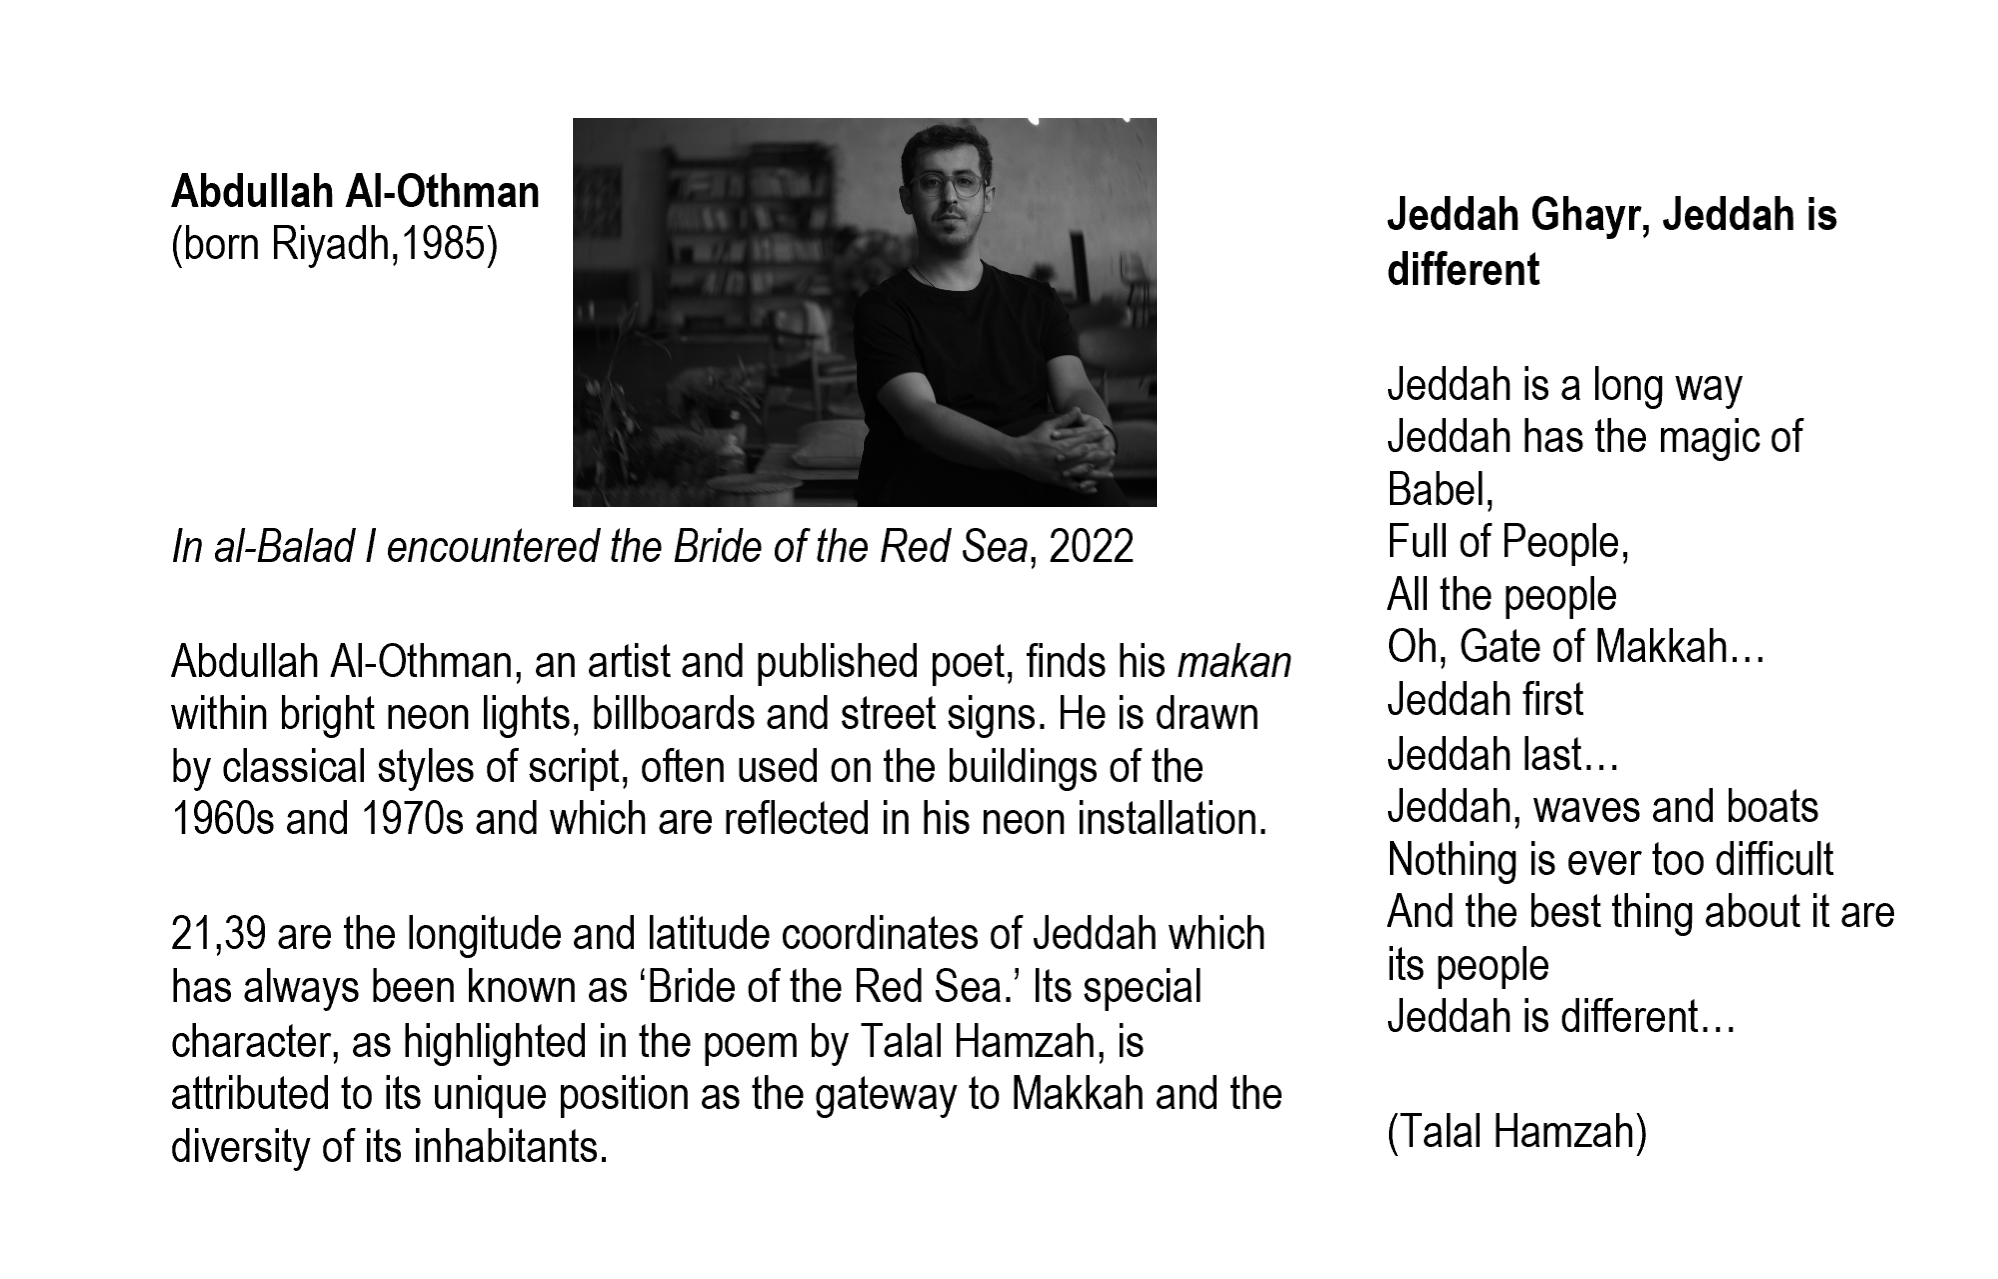 Abdullah Al-Othman
(born Riyadh,1985)
In al-Balad I encountered the Bride of the Red Sea, 2022
Abdullah Al-Othman, an artist and published poet, finds his makan
within bright neon lights, billboards and street signs. He is drawn
by classical styles of script, often used on the buildings of the
1960s and 1970s and which are reflected in his neon installation.
21,39 are the longitude and latitude coordinates of Jeddah which
has always been known as ‘Bride of the Red Sea.’ Its special
character, as highlighted in the poem by Talal Hamzah, is
attributed to its unique position as the gateway to Makkah and the
diversity of its inhabitants.
Jeddah Ghayr, Jeddah is
different
Jeddah is a long way
Jeddah has the magic of
Babel,
Full of People,
All the people
Oh, Gate of Makkah…
Jeddah first
Jeddah last…
Jeddah, waves and boats
Nothing is ever too difficult
And the best thing about it are
its people
Jeddah is different…
(Talal Hamzah)